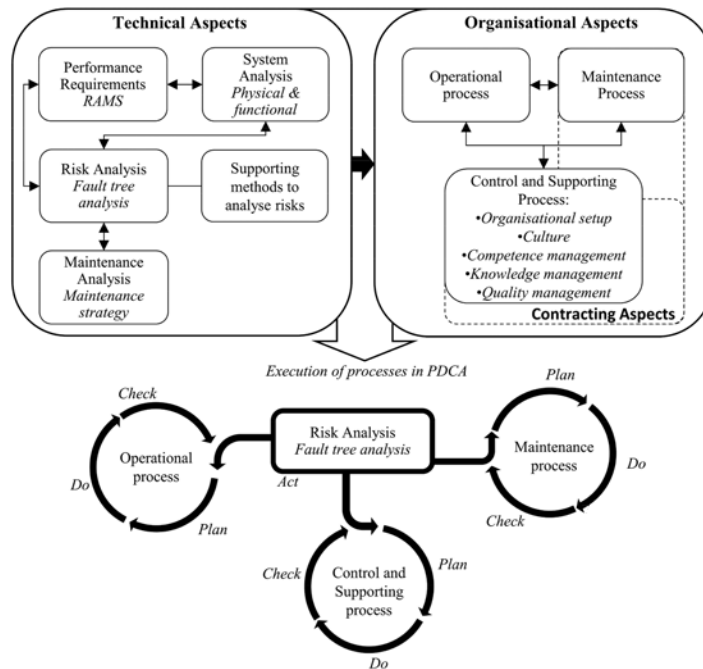 Technical Aspects
Performance
Requirements
RAMS
System
Analysis
Physical &
functional
Risk Analysis
Fault tree
analysis
Supporting
methods to
analyse risks
Maintenance
Analysis
Maintenance
strategy
Organisational Aspects
Operational
process
Maintenance
Process
Control and Supporting
Process:
•Organisational setup
•Culture
•Competence management
•Knowledge management
•Quality management
Contracting Aspects
Execution of processes in PDCA
Check
Operational
process
Do
Plan
Risk Analysis
Fault tree analysis
Act
Plan
Maintenance
process
Do
Check
Check
Control and
Supporting
process
Plan
Do